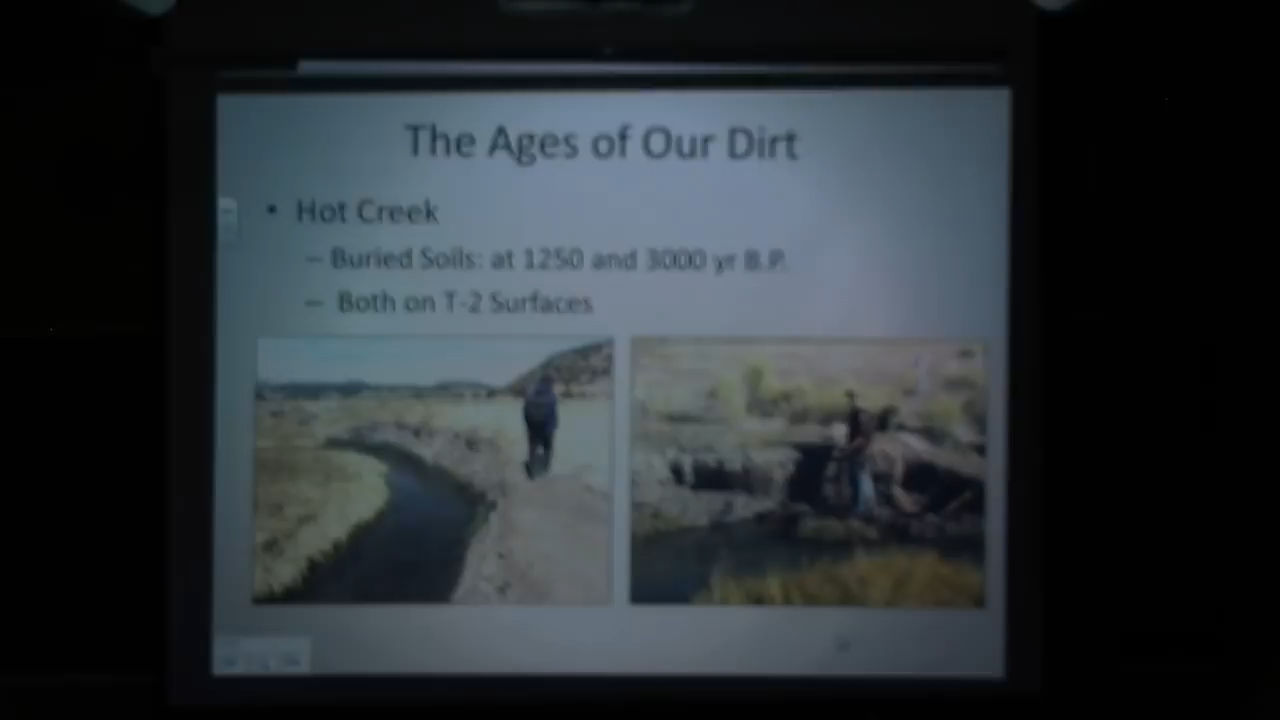 The Ages of Our Dirt
• Hot Creek
– Buried Soils: at 1250 and 3000 yr B.P.
– Both on T-2 Surfaces